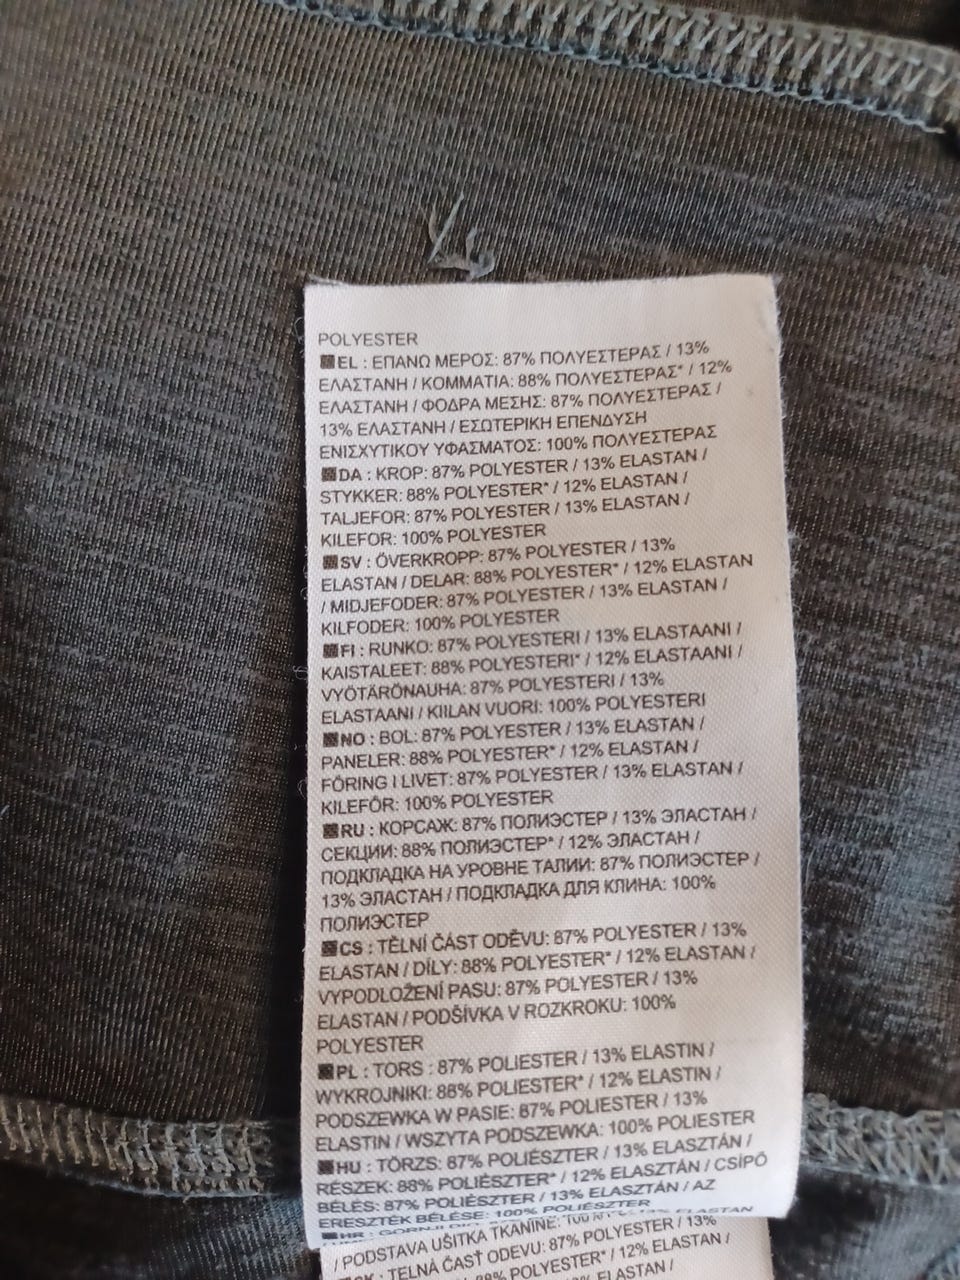 POLYESTER
EL : ΕΠΑΝΩ ΜΕΡΟΣ: 87% ΠΟΛΥΕΣΤΕΡΑΣ / 13%
ΕΛΑΣΤΑΝΗ / ΚΟΜΜΑΤΙΑ: 88% ΠΟΛΥΕΣΤΕΡΑΣ* / 12%
ΕΛΑΣΤΑΝΗ / ΦΟΔΡΑ ΜΕΣΗΣ: 87% ΠΟΛΥΕΣΤΕΡΑΣ /
13% ΕΛΑΣΤΑΝΗ / ΕΣΩΤΕΡΙΚΗ ΕΠΕΝΔΥΣΗ
ΕΝΙΣΧΥΤΙΚΟΥ ΥΦΑΣΜΑΤΟΣ: 100% ΠΟΛΥΕΣΤΕΡΑΣ
DA : KROP: 87% POLYESTER / 13% ELASTAN /
STYKKER: 88% POLYESTER* / 12% ELASTAN /
TALJEFOR: 87% POLYESTER / 13% ELASTAN /
KILEFOR: 100% POLYESTER
SV : ÖVERKROPP: 87% POLYESTER / 13%
ELASTAN / DELAR: 88% POLYESTER* / 12% ELASTAN
/ MIDJEFODER: 87% POLYESTER / 13% ELASTAN /
KILFODER: 100% POLYESTER
FI : RUNKO: 87% POLYESTERI / 13% ELASTAANI /
KAISTALEET: 88% POLYESTERI* / 12% ELASTAANI /
VYÖTÄRÖNAUHA: 87% POLYESTERI / 13%
ELASTAANI / KIILAN VUORI: 100% POLYESTERI
NO : BOL: 87% POLYESTER / 13% ELASTAN /
PANELER: 88% POLYESTER* / 12% ELASTAN /
FÔRING I LIVET: 87% POLYESTER / 13% ELASTAN /
KILEFÔR: 100% POLYESTER
RU : КОРСАЖ: 87% ПОЛИЭСТЕР / 13% ЭЛАСТАН /
СЕКЦИИ: 88% ПОЛИЭСТЕР* / 12% ЭЛАСТАН /
ПОДКЛАДКА НА УРОВНЕ ТАЛИИ: 87% ПОЛИЭСТЕР /
13% ЭЛАСТАН / ПОДКЛАДКА ДЛЯ КЛИНА: 100%
ПОЛИЭСТЕР
CS : TĚLNÍ ČÁST ODĚVU: 87% POLYESTER / 13%
ELASTAN / DÍLY: 88% POLYESTER* / 12% ELASTAN /
VYPODLOŽENÍ PASU: 87% POLYESTER / 13%
ELASTAN / PODŠÍVKA V ROZKROKU: 100%
POLYESTER
PL : TORS : 87% POLIESTER / 13% ELASTIN /
WYKROJNIKI: 88% POLIESTER* / 12% ELASTIN /
PODSZEWKA W PASIE: 87% POLIESTER / 13%
ELASTIN / WSZYTA PODSZEWKA: 100% POLIESTER
HU : TÖRZS: 87% POLIÉSZTER / 13% ELASZTÁN /
RÉSZEK: 88% POLIÉSZTER* / 12% ELASZTÁN / CSÍPŐ
BÉLÉS: 87% POLIÉSZTER / 13% ELASZTÁN / AZ
ERESZTÉK BÉLÉSE: 100% POLIÉSZTER
HR : GORNJI ELASTAN
/ PODSTAVA UŠITKA TKANINE: 100%
SK : TELNÁ ČASŤ ODEVU: 87% POLYESTER / 13%
88% POLYESTER* / 12% ELASTAN /
ELASTAN /